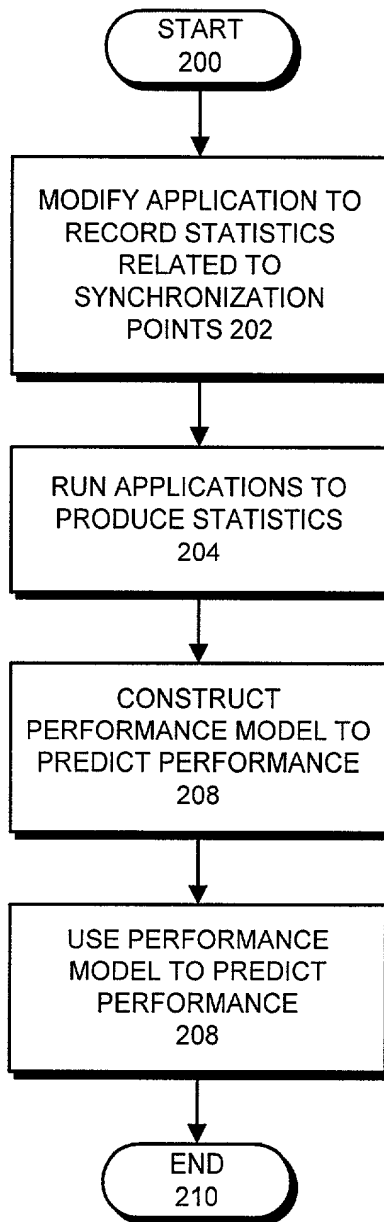 START
200
MODIFY APPLICATION TO
RECORD STATISTICS
RELATED TO
SYNCHRONIZATION
POINTS 202
RUN APPLICATIONS TO
PRODUCE STATISTICS
204
CONSTRUCT
PERFORMANCE MODEL TO
PREDICT PERFORMANCE
208
USE PERFORMANCE
MODEL TO PREDICT
PERFORMANCE
208
END
210